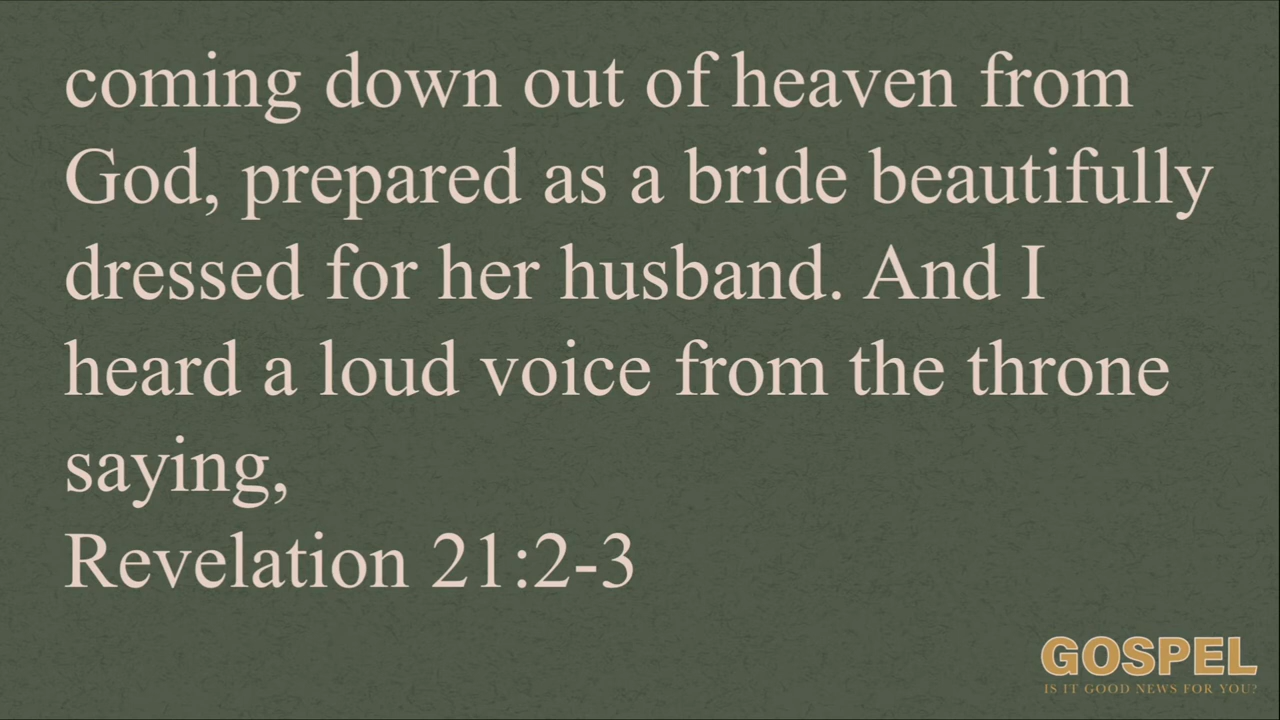 coming down out of heaven from
God, prepared as a bride beautifully
dressed for her husband. And I
heard a loud voice from the throne
saying,
Revelation 21:2-3
GOSPEL
IS IT GOOD NEWS FOR YOU?